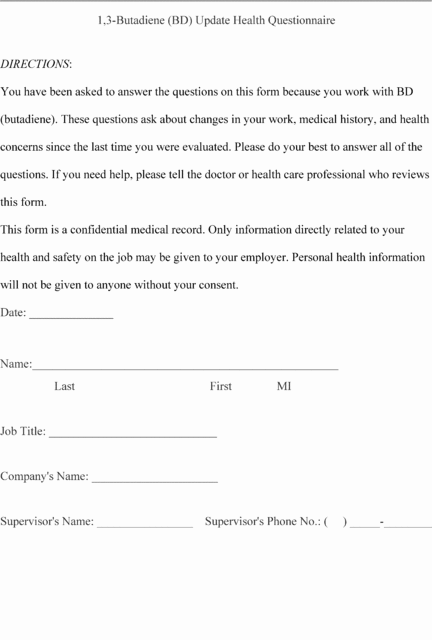 1,3-Butadiene (BD) Update Health Questionnaire
DIRECTIONS:
You have been asked to answer the questions on this form because you work with BD
(butadiene). These questions ask about changes in your work, medical history, and health
concerns since the last time you were evaluated. Please do your best to answer all of the
questions. If you need help, please tell the doctor or health care professional who reviews
this form.
This form is a confidential medical record. Only information directly related to your
health and safety on the job may be given to your employer. Personal health information
will not be given to anyone without your consent.
Date: ______________
Name:___________________________________________________
Last First MI
Job Title: ____________________________
Company's Name: _____________________
Supervisor's Name: ________________ Supervisor's Phone No.: ( ) _____-________